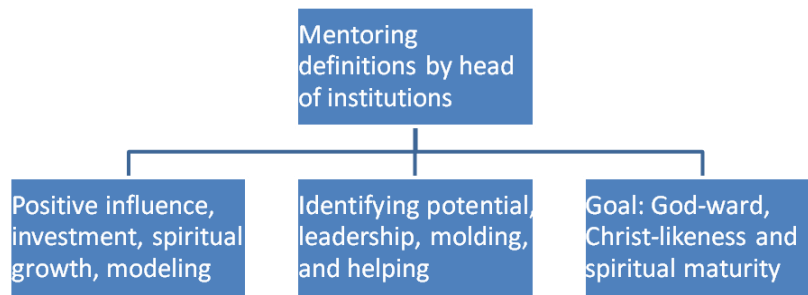 Mentoring
definitions by head
of institutions
Positive influence,
investment, spiritual
growth, modeling
Identifying potential,
leadership, molding,
and helping
Goal: God-ward,
Christ-likeness and
spiritual maturity